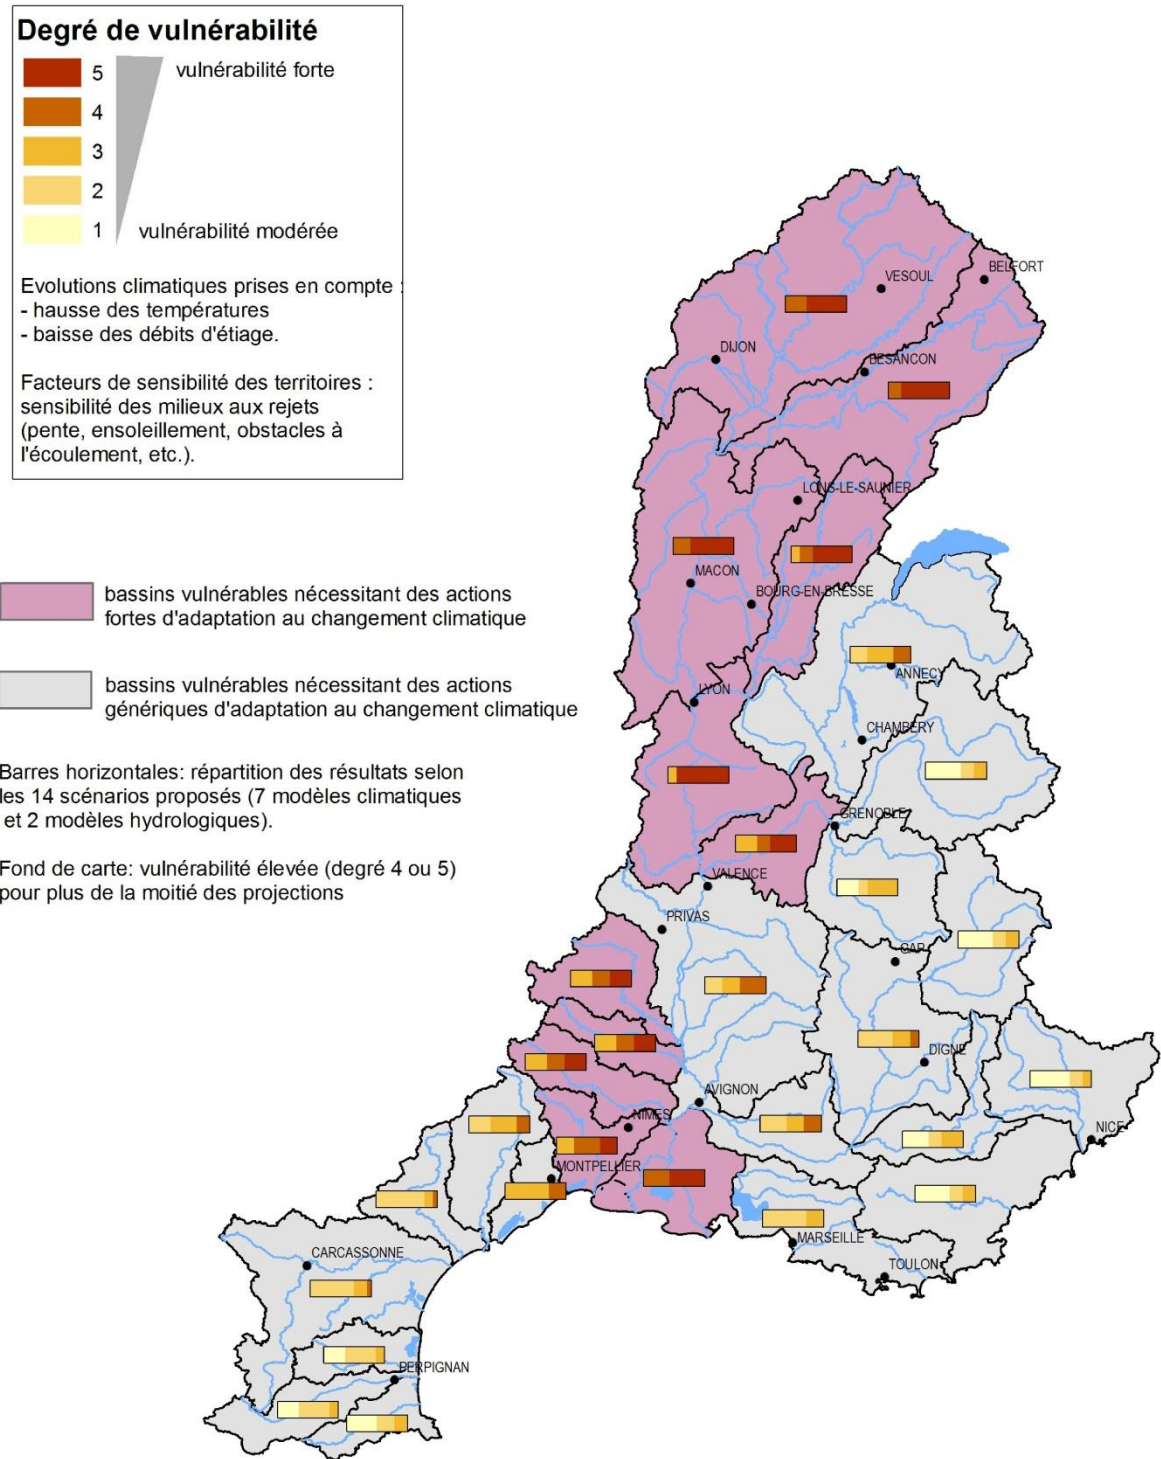 Degré de vulnérabilité
5
vulnérabilité forte
4
3
2
1
vulnérabilité modérée
Evolutions climatiques prises en compte :
- hausse des températures
- baisse des débits d'étiage.
Facteurs de sensibilité des territoires :
sensibilité des milieux aux rejets
(pente, ensoleillement, obstacles à
l'écoulement, etc.).
bassins vulnérables nécessitant des actions
fortes d'adaptation au changement climatique
bassins vulnérables nécessitant des actions
génériques d'adaptation au changement climatique
Barres horizontales: répartition des résultats selon
les 14 scénarios proposés (7 modèles climatiques
et 2 modèles hydrologiques).
Fond de carte: vulnérabilité élevée (degré 4 ou 5)
pour plus de la moitié des projections
BELFORT
VESOUL
DIJON
BESANCON
LONS-LE-SAUNIER
MACON
BOURG-EN-BRESSE
ANNECY
LYON
CHAMBERY
GRENOBLE
VALENCE
PRIVAS
GAP
DIGNE
AVIGNON
NIMES
NICE
MONTPELLIER
MARSEILLE
CARCASSONNE
TOULON
PERPIGNAN